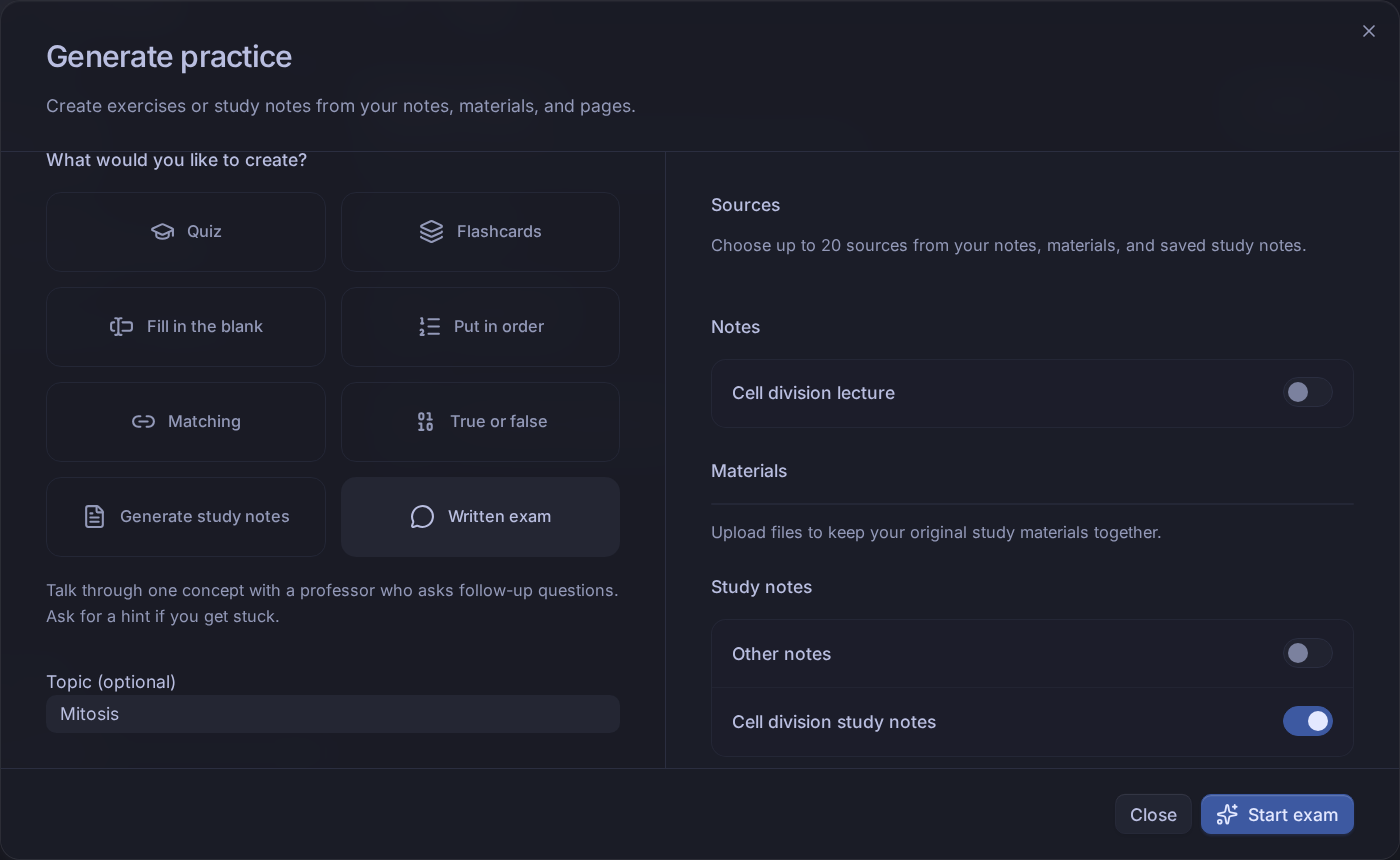 Generate practice
Create exercises or study notes from your notes, materials, and pages.
What would you like to create?
Quiz
Flashcards
Fill in the blank
Put in order
Matching
True or false
Generate study notes
Written exam
Talk through one concept with a professor who asks follow-up questions.
Ask for a hint if you get stuck.
Topic (optional)
Mitosis
Sources
Choose up to 20 sources from your notes, materials, and saved study notes.
Notes
Cell division lecture
Materials
Upload files to keep your original study materials together.
Study notes
Other notes
Cell division study notes
Close
Start exam